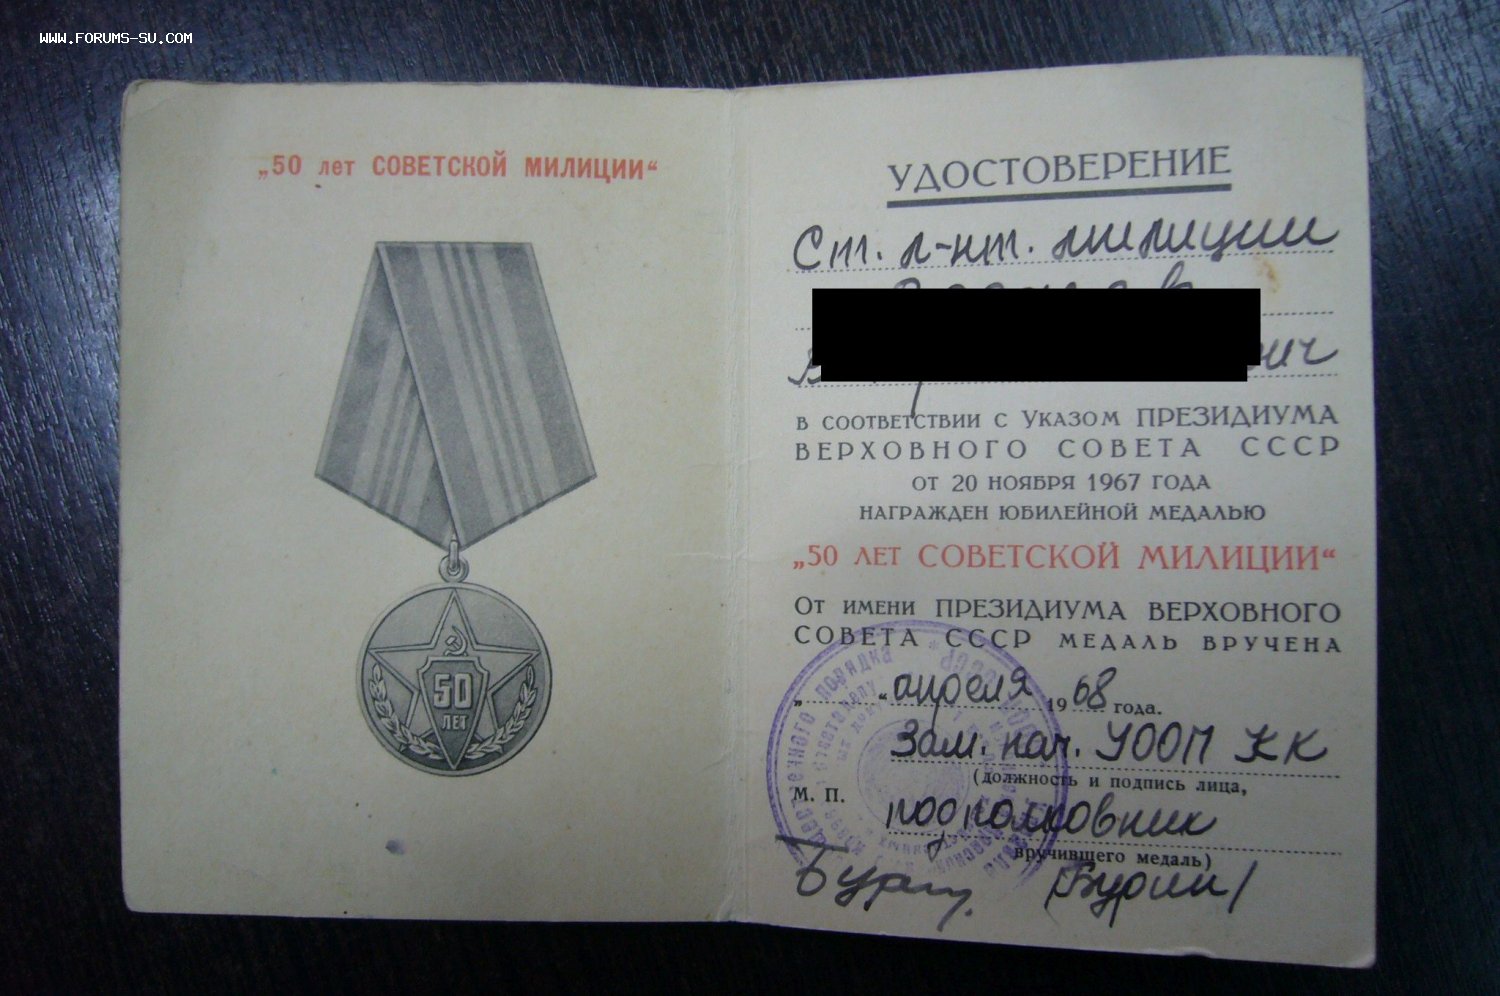 WWW.FORUMS-SU.COM
„50 лет СОВЕТСКОЙ МИЛИЦИИ“
50
ЛЕТ
УДОСТОВЕРЕНИЕ
Ст. л-нт. милиции
В СООТВЕТСТВИИ С УКАЗОМ ПРЕЗИДИУМА
ВЕРХОВНОГО СОВЕТА СССР
ОТ 20 НОЯБРЯ 1967 ГОДА
НАГРАЖДЕН ЮБИЛЕЙНОЙ МЕДАЛЬЮ
„50 ЛЕТ СОВЕТСКОЙ МИЛИЦИИ“
ОТ ИМЕНИ ПРЕЗИДИУМА ВЕРХОВНОГО
СОВЕТА СССР МЕДАЛЬ ВРУЧЕНА
„ “ апреля 1968 года.
Зам. нач. УООП КК
(должность и подпись лица,
М. П. подполковник
вручившего медаль)